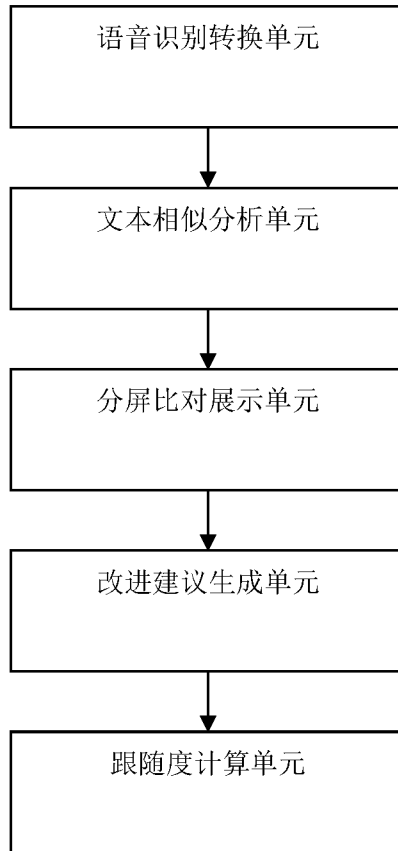 语音识别转换单元
文本相似分析单元
分屏比对展示单元
改进建议生成单元
跟随度计算单元